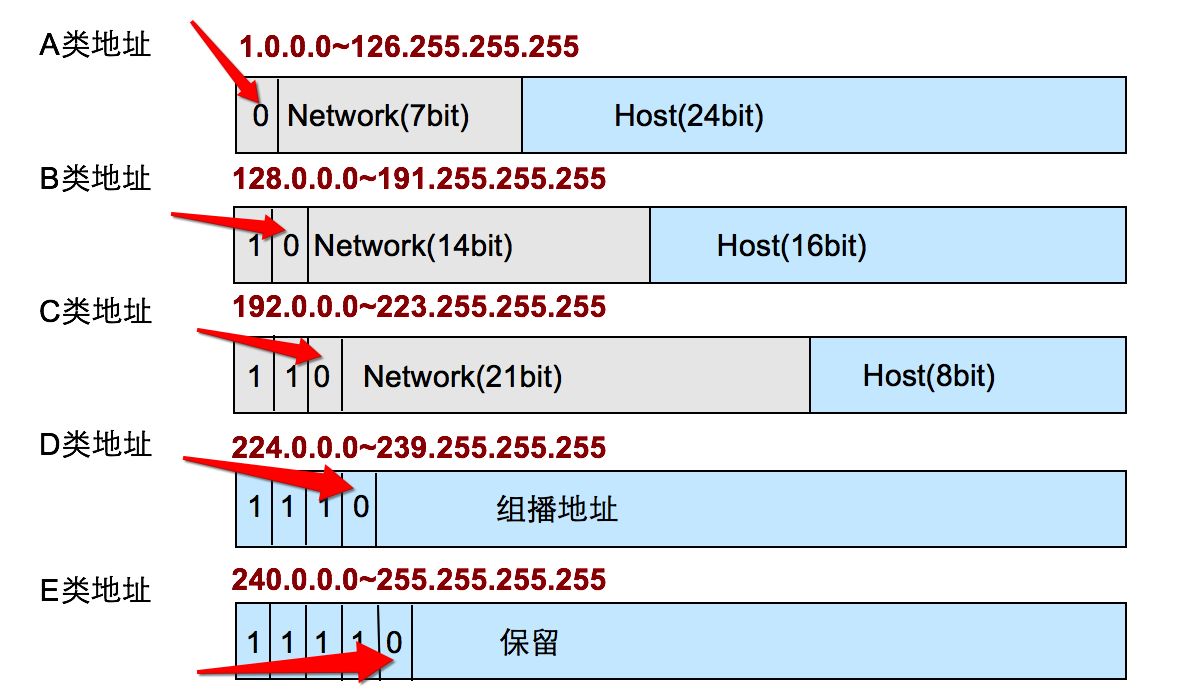 A类地址 1.0.0.0~126.255.255.255
0 Network(7bit) Host(24bit)
B类地址 128.0.0.0~191.255.255.255
1 0 Network(14bit) Host(16bit)
C类地址 192.0.0.0~223.255.255.255
1 1 0 Network(21bit) Host(8bit)
D类地址 224.0.0.0~239.255.255.255
1 1 1 0 组播地址
E类地址 240.0.0.0~255.255.255.255
1 1 1 1 0 保留